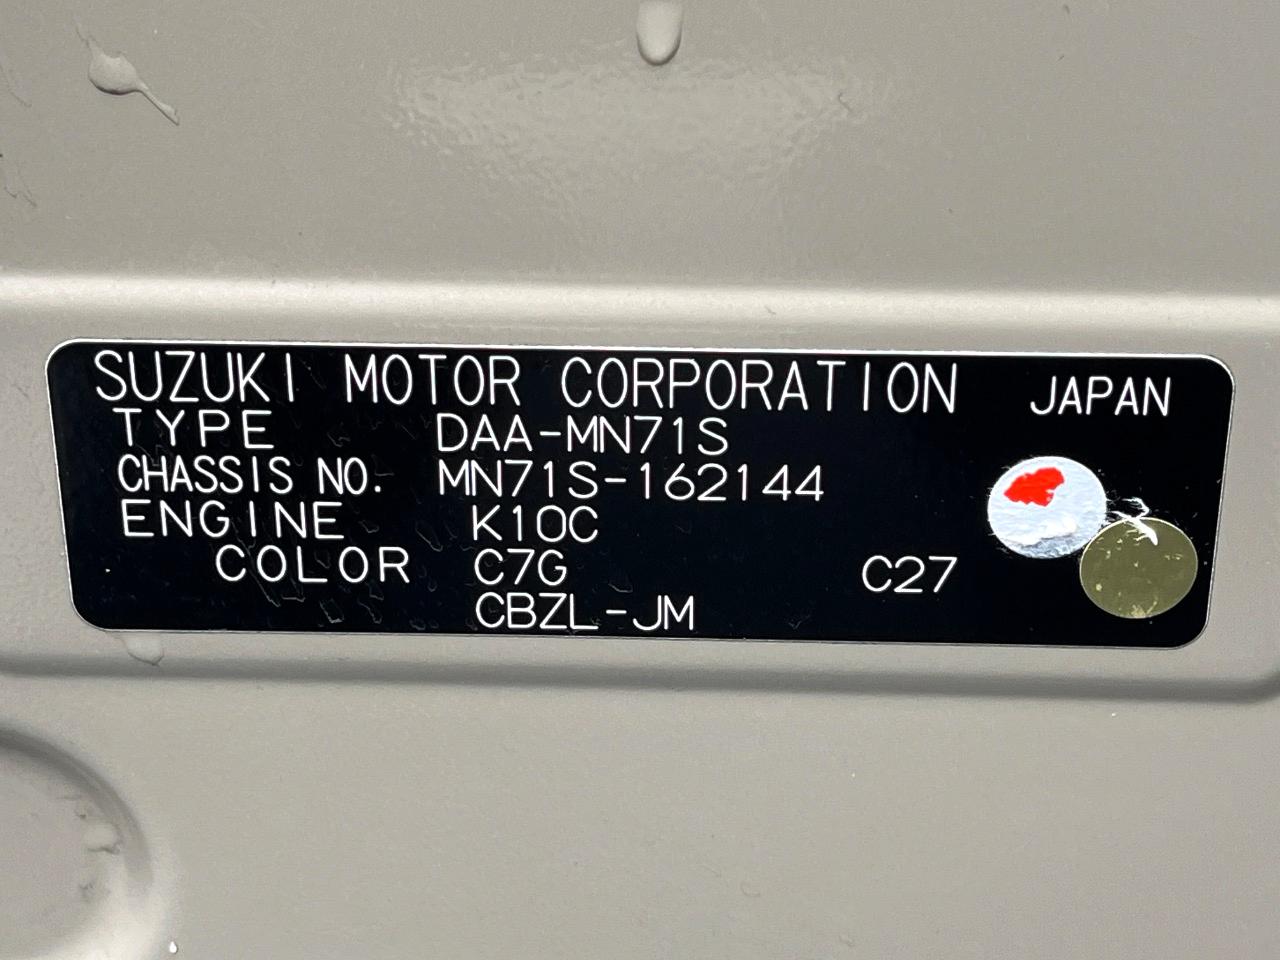 SUZUKI MOTOR CORPORATION JAPAN
TYPE DAA-MN71S
CHASSIS NO. MN71S-162144
ENGINE K10C
COLOR C7G C27
CBZL-JM